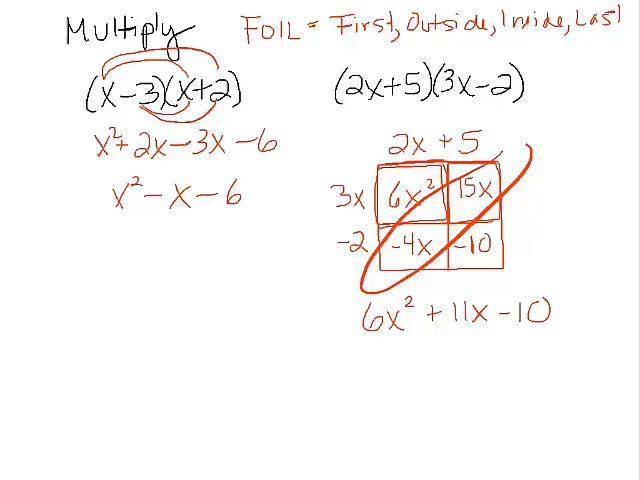 Multiply FOIL = First, Outside, Inside, Last
(x-3)(x+2)
x²+2x-3x-6
x²-x-6
(2x+5)(3x-2)
2x+5
3x 6x² 15x
-2 -4x -10
6x²+11x-10